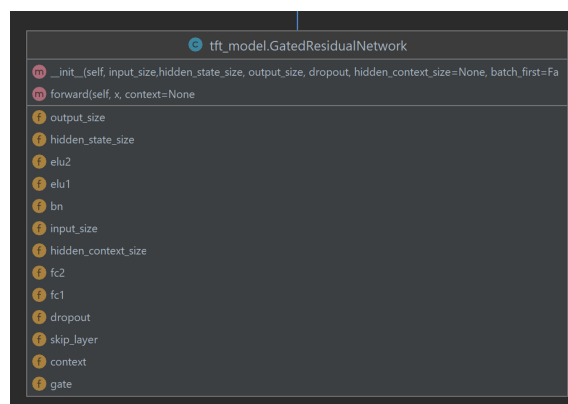 C tft_model.GatedResidualNetwork
m __init__(self, input_size,hidden_state_size, output_size, dropout, hidden_context_size=None, batch_first=Fa
m forward(self, x, context=None
f output_size
f hidden_state_size
f elu2
f elu1
f bn
f input_size
f hidden_context_size
f fc2
f fc1
f dropout
f skip_layer
f context
f gate